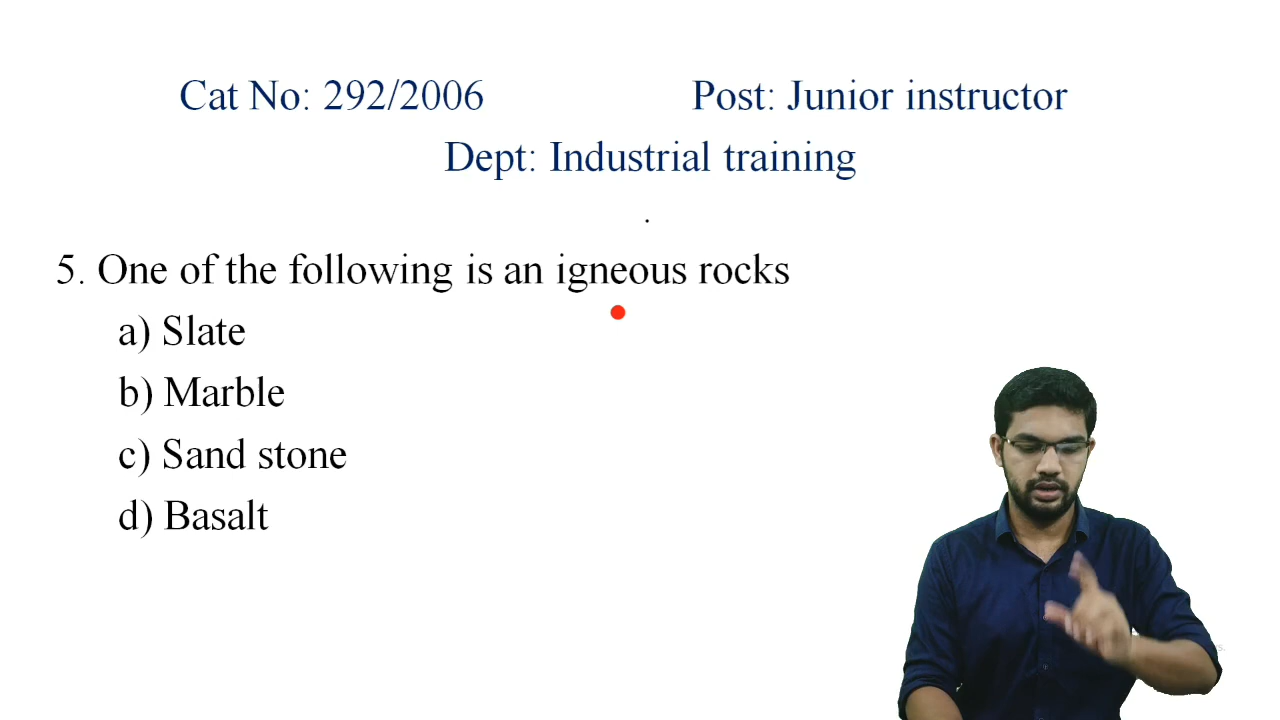 Cat No: 292/2006 Post: Junior instructor
Dept: Industrial training
.
5. One of the following is an igneous rocks
a) Slate
b) Marble
c) Sand stone
d) Basalt